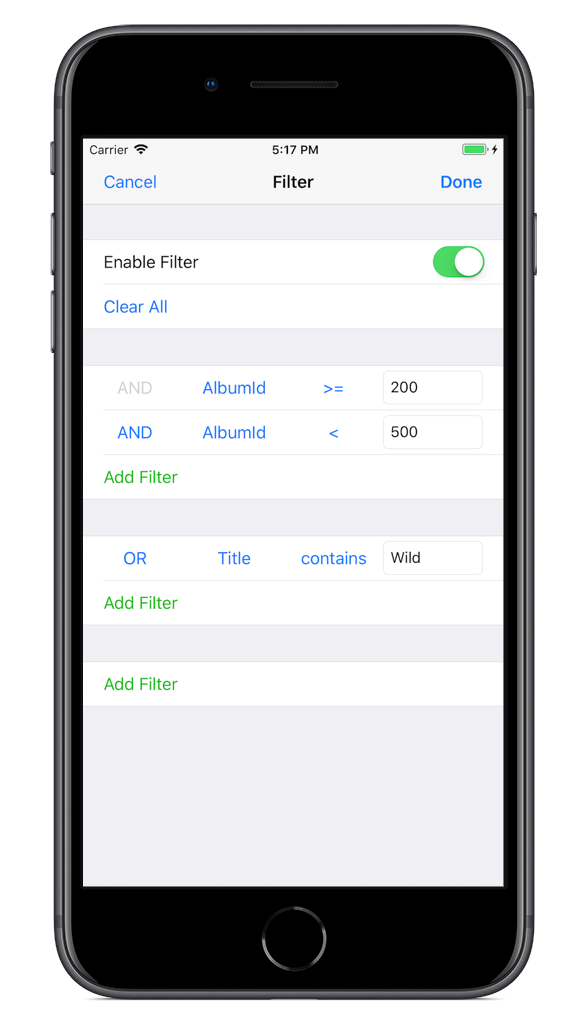 Carrier 5:17 PM
Cancel Filter Done
Enable Filter
Clear All
AND AlbumId >= 200
AND AlbumId < 500
Add Filter
OR Title contains Wild
Add Filter
Add Filter